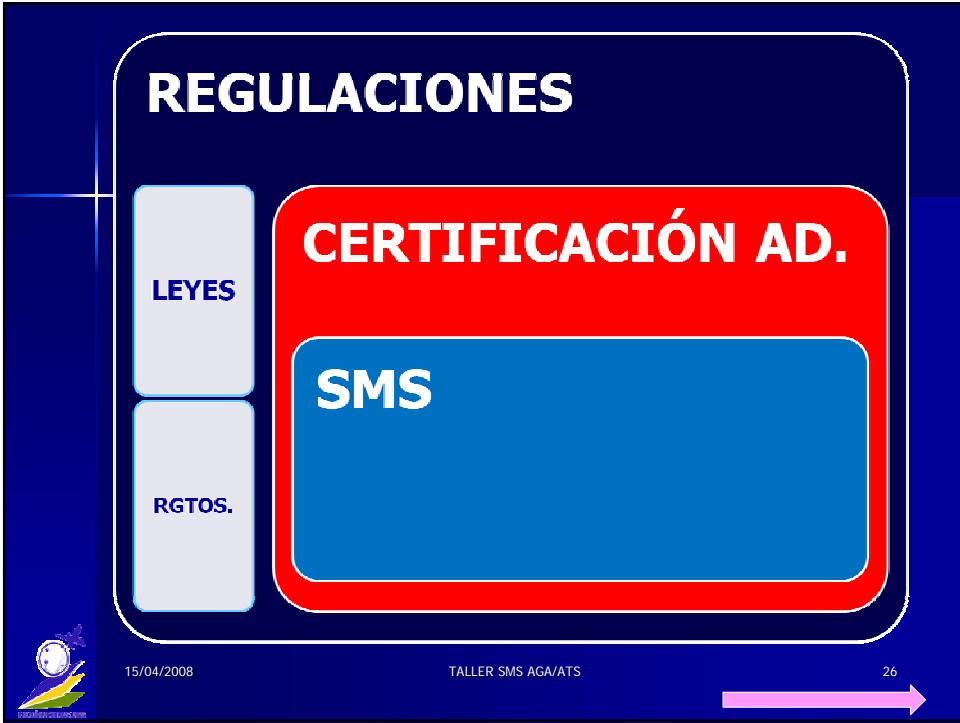 REGULACIONES
LEYES
RGTOS.
CERTIFICACIÓN AD.
SMS
15/04/2008
TALLER SMS AGA/ATS
26